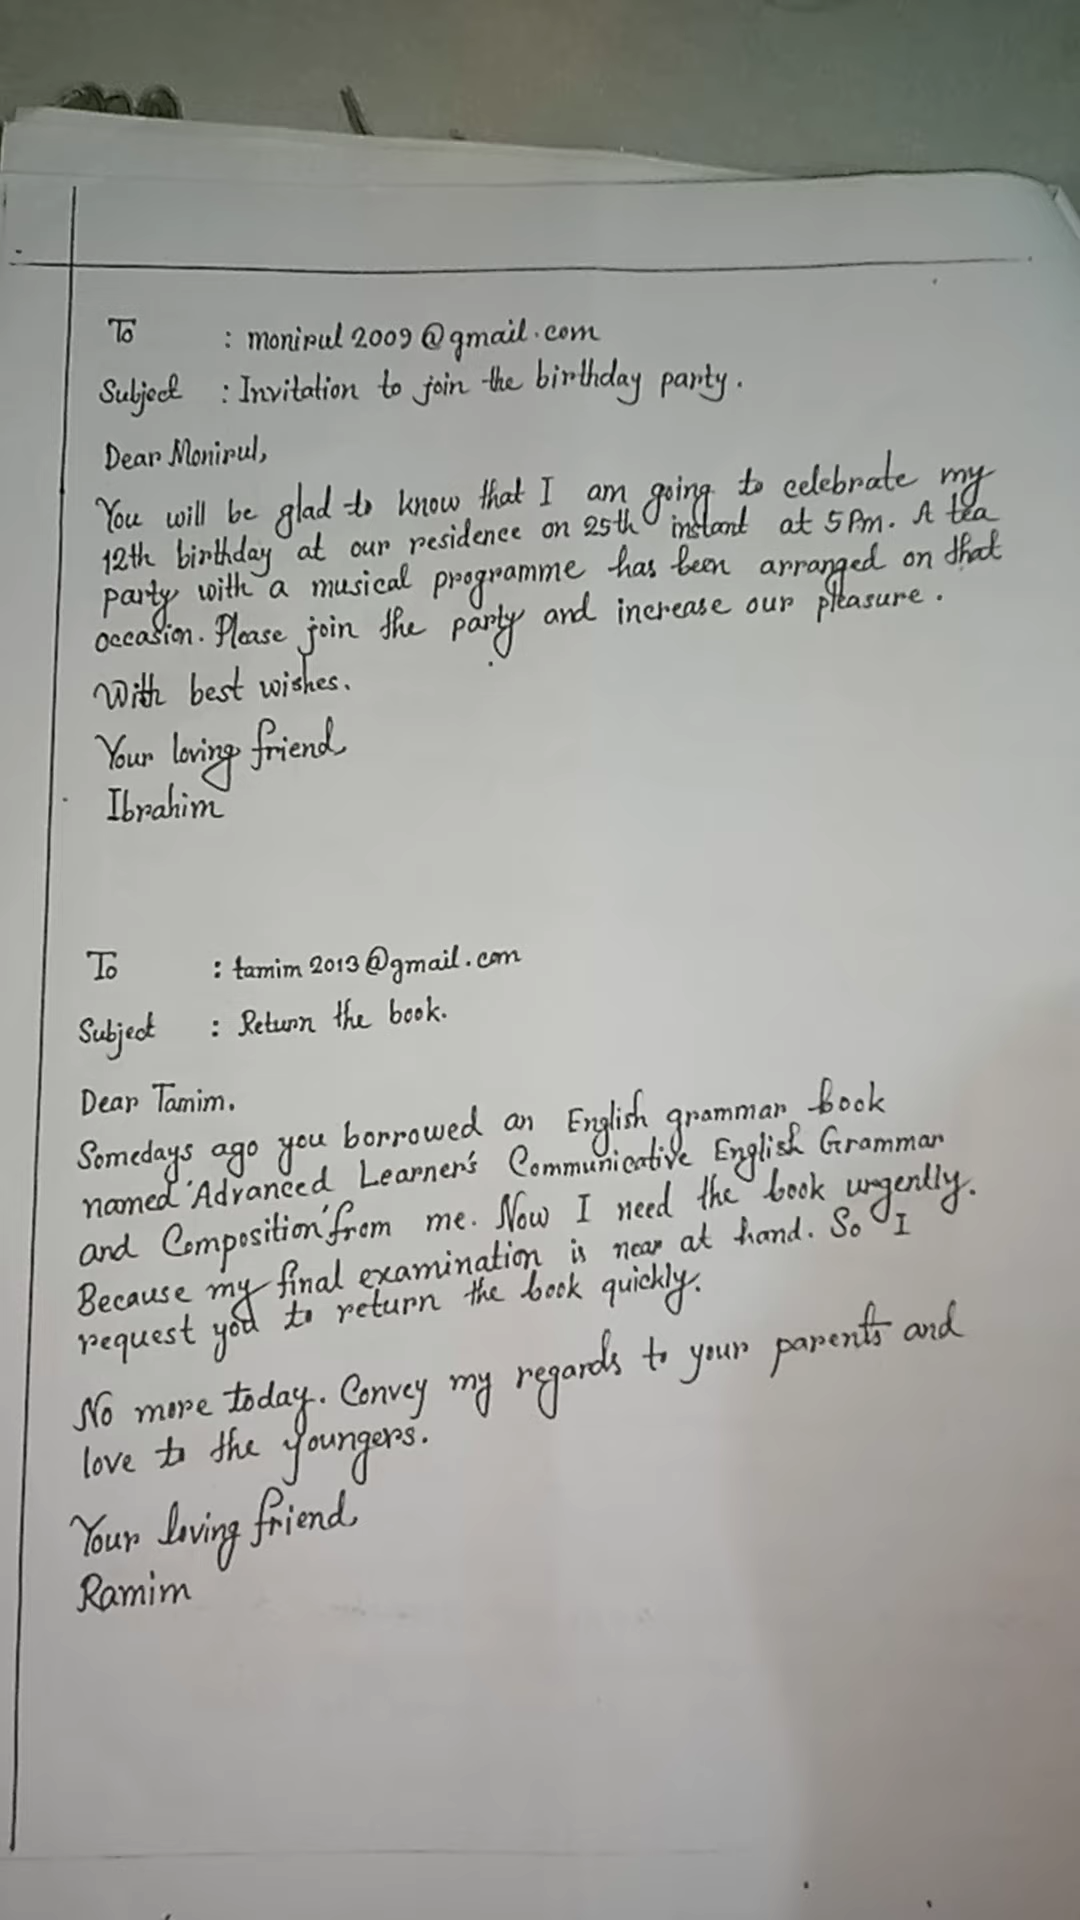 To : monirul2009@gmail.com
Subject : Invitation to join the birthday party.
Dear Monirul,
You will be glad to know that I am going to celebrate my
12th birthday at our residence on 25th instant at 5 Pm. A tea
party with a musical programme has been arranged on that
occasion. Please join the party and increase our pleasure.
With best wishes.
Your loving friend,
Ibrahim
To : tamim2013@gmail.com
Subject : Return the book.
Dear Tamim.
Somedays ago you borrowed an English grammar book
named 'Advanced Learner's Communicative English Grammar
and Composition' from me. Now I need the book urgently.
Because my final examination is near at hand. So I
request you to return the book quickly.
No more today. Convey my regards to your parents and
love to the youngers.
Your loving friend,
Ramim